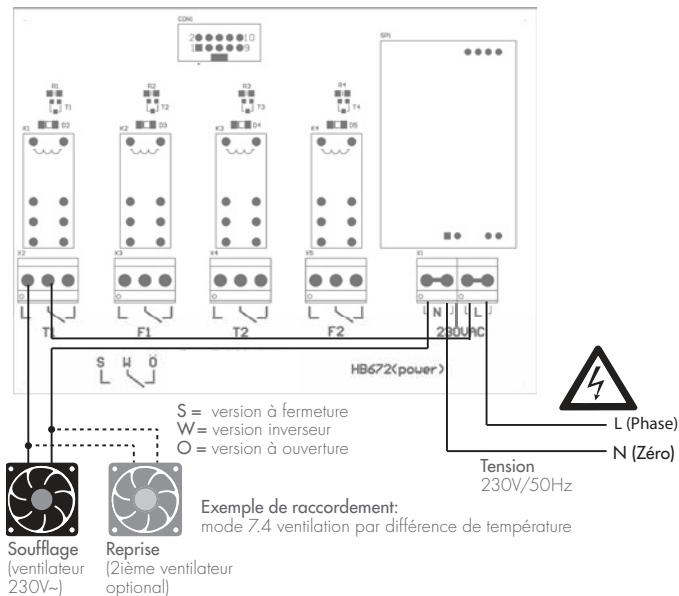 CON1
2 10
1 9
SP1
R1 R2 R3 R4
T1 T2 T3 T4
D2 D3 D4 D5
K1 K2 K3 K4
X2 X3 X4 X5 X1
N L
T1 F1 T2 F2 230VAC
S W Ö
HB672(power)
S = version à fermeture
W = version inverseur
O = version à ouverture
L (Phase)
N (Zéro)
Tension
230V/50Hz
Exemple de raccordement:
mode 7.4 ventilation par différence de température
Soufflage
(ventilateur
230V~)
Reprise
(2ième ventilateur
optional)